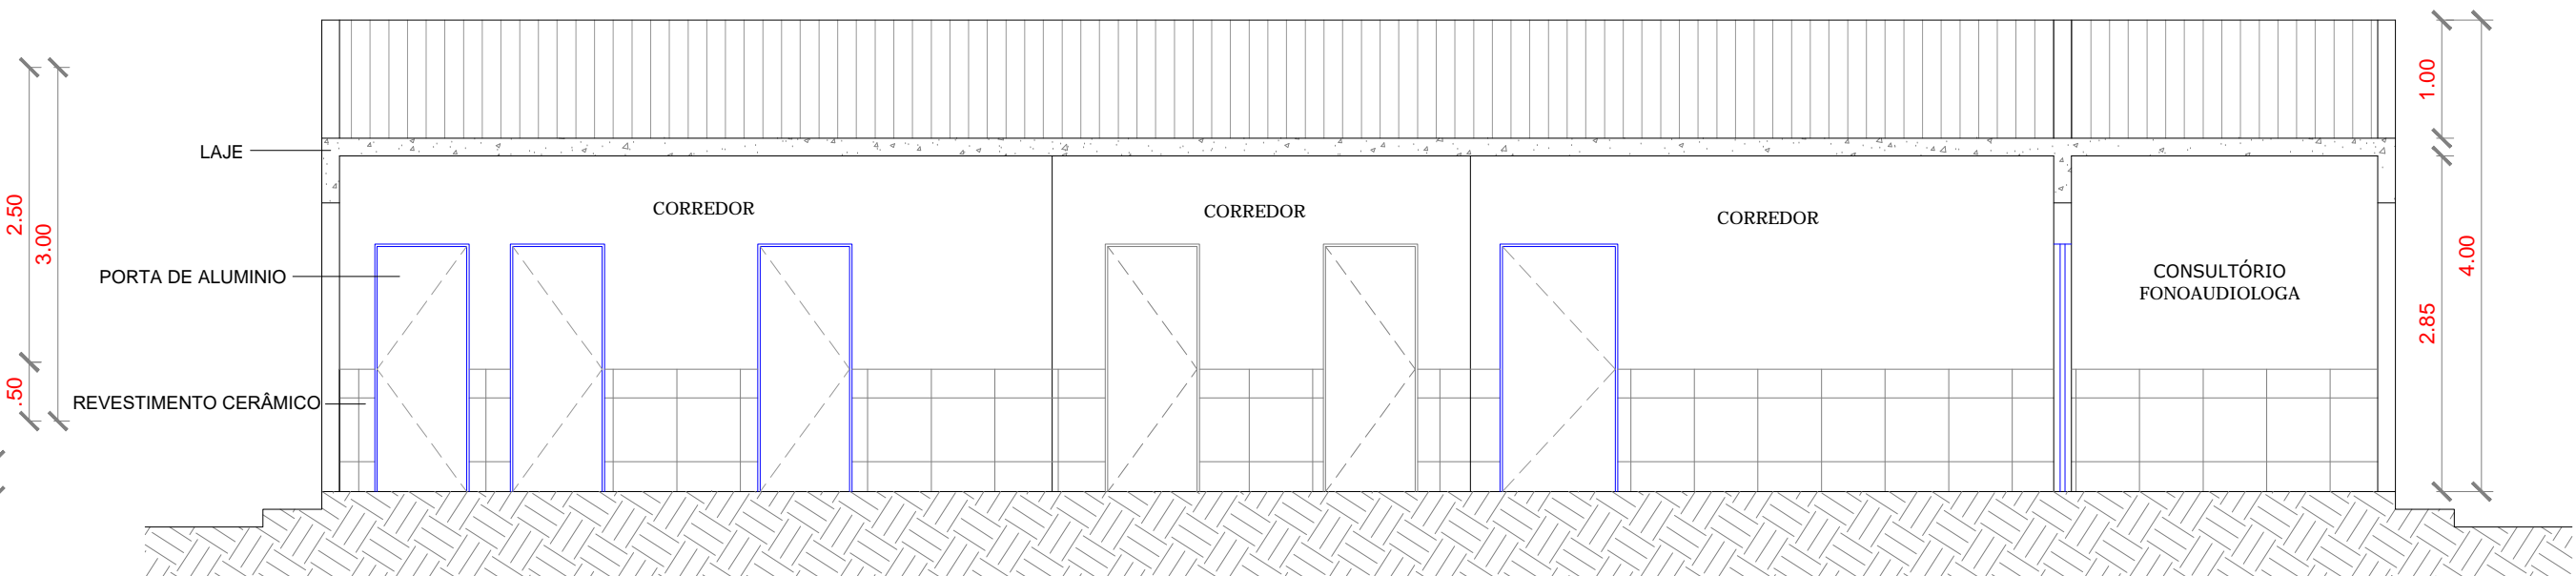 1.00
LAJE
2.50
3.00
CORREDOR
CORREDOR
CORREDOR
4.00
PORTA DE ALUMINIO
CONSULTÓRIO
FONOAUDIOLOGA
2.85
.50
REVESTIMENTO CERÂMICO